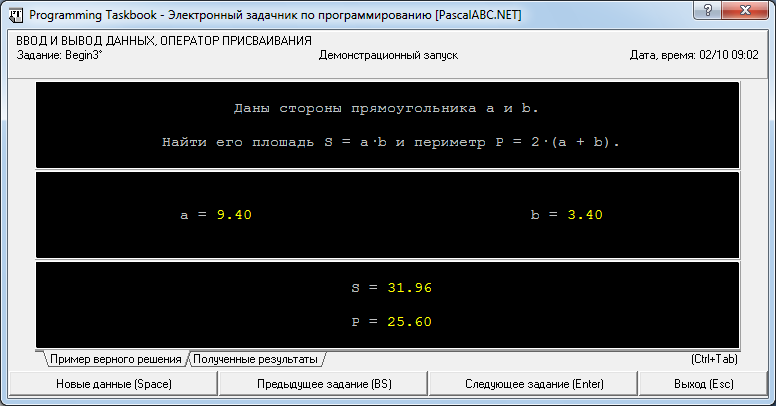 Programming Taskbook - Электронный задачник по программированию [PascalABC.NET]
ВВОД И ВЫВОД ДАННЫХ, ОПЕРАТОР ПРИСВАИВАНИЯ
Задание: Begin3* Демонстрационный запуск Дата, время: 02/10 09:02
Даны стороны прямоугольника a и b.
Найти его площадь S = a·b и периметр P = 2·(a + b).
a = 9.40 b = 3.40
S = 31.96
P = 25.60
Пример верного решения Полученные результаты (Ctrl+Tab)
Новые данные (Space) Предыдущее задание (BS) Следующее задание (Enter) Выход (Esc)